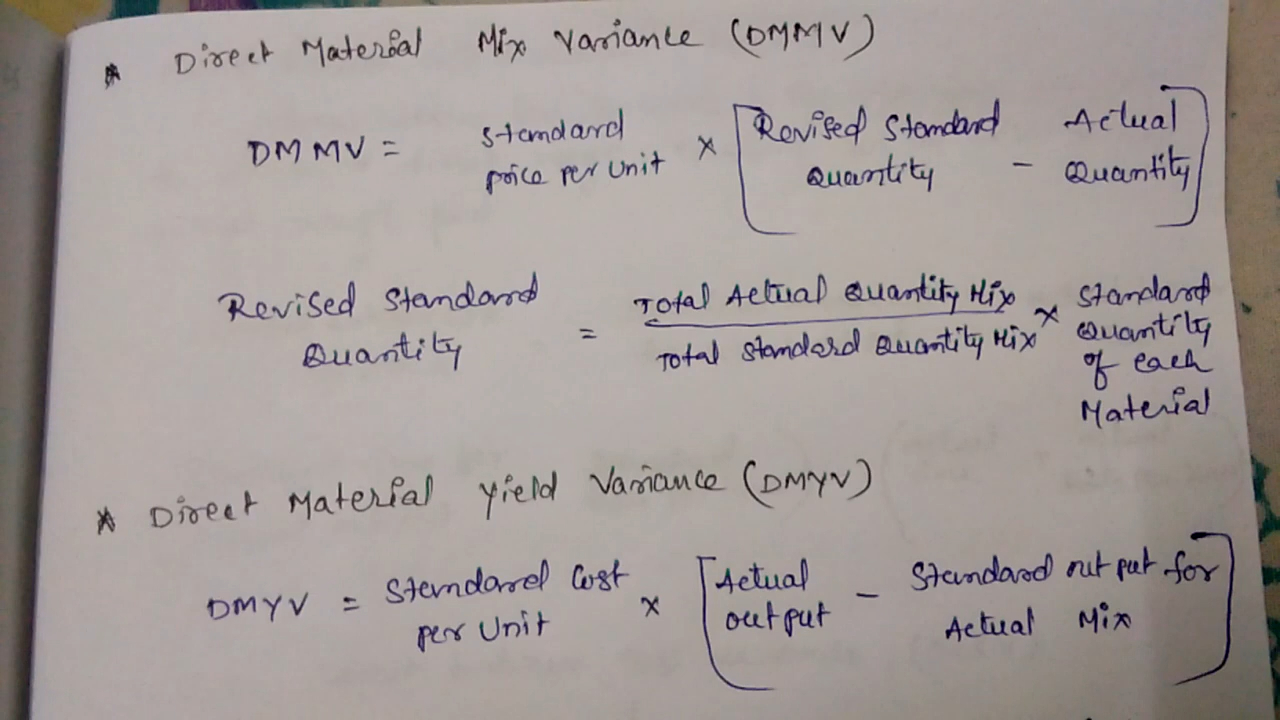 * Direct Material Mix Variance (DMMV)
DMMV = Standard price per Unit × [Revised Standard Quantity - Actual Quantity]
Revised Standard Quantity = Total Actual Quantity Mix / Total Standard Quantity Mix × Standard Quantity of each Material
* Direct Material Yield Variance (DMYV)
DMYV = Standard Cost per Unit × [Actual output - Standard output for Actual Mix]